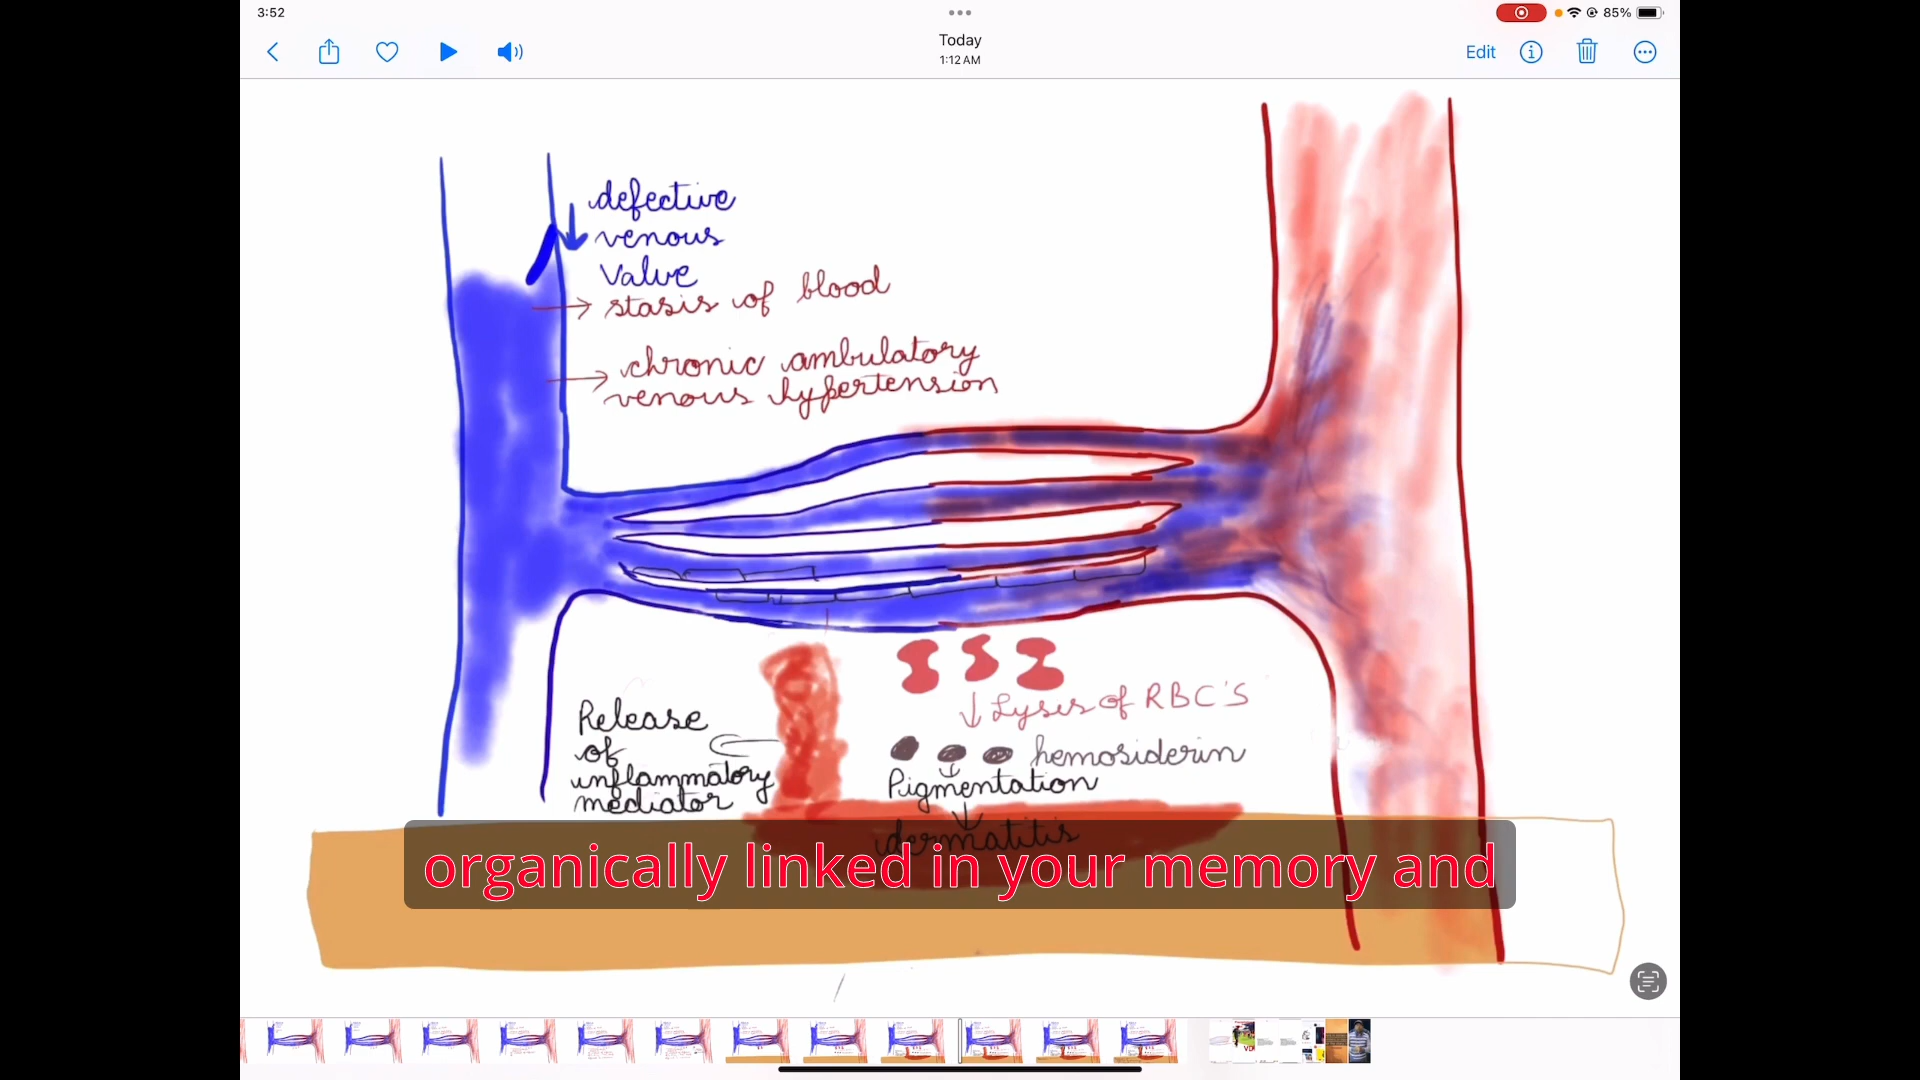 3:52
85%
Today
1:12 AM
Edit
defective
venous
valve
stasis of blood
chronic ambulatory
venous hypertension
Release
of
inflammatory
mediator
Lyses of RBC'S
hemosiderin
Pigmentation
dermatitis
organically linked in your memory and